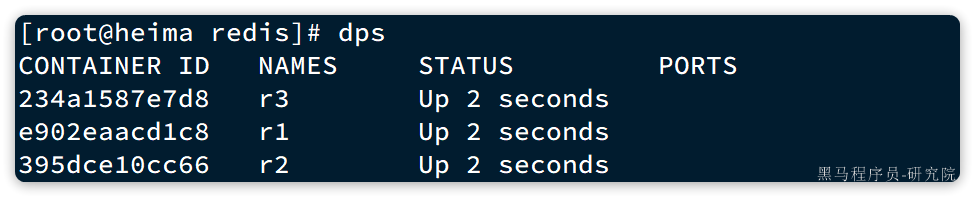 [root@heima redis]# dps
CONTAINER ID   NAMES     STATUS         PORTS
234a1587e7d8   r3        Up 2 seconds
e902eaacd1c8   r1        Up 2 seconds
395dce10cc66   r2        Up 2 seconds
黑马程序员-研究院